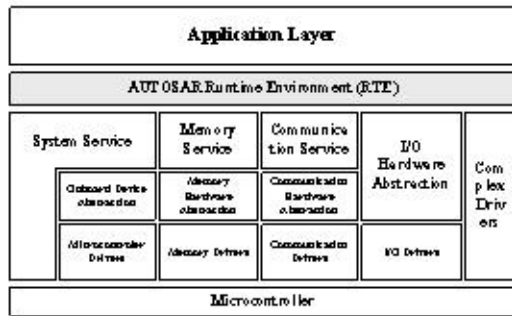 Application Layer
AUTOSAR Runtime Environment (RTE)
System Service
Memory
Service
Communica
tion Service
I/O
Hardware
Abstraction
Com
plex
Driv
ers
Onboard Device
Abstraction
Memory
Hardware
Abstraction
Communication
Hardware
Abstraction
Microcontroller
Drivers
Memory Drivers
Communication
Drivers
I/O Drivers
Microcontroller